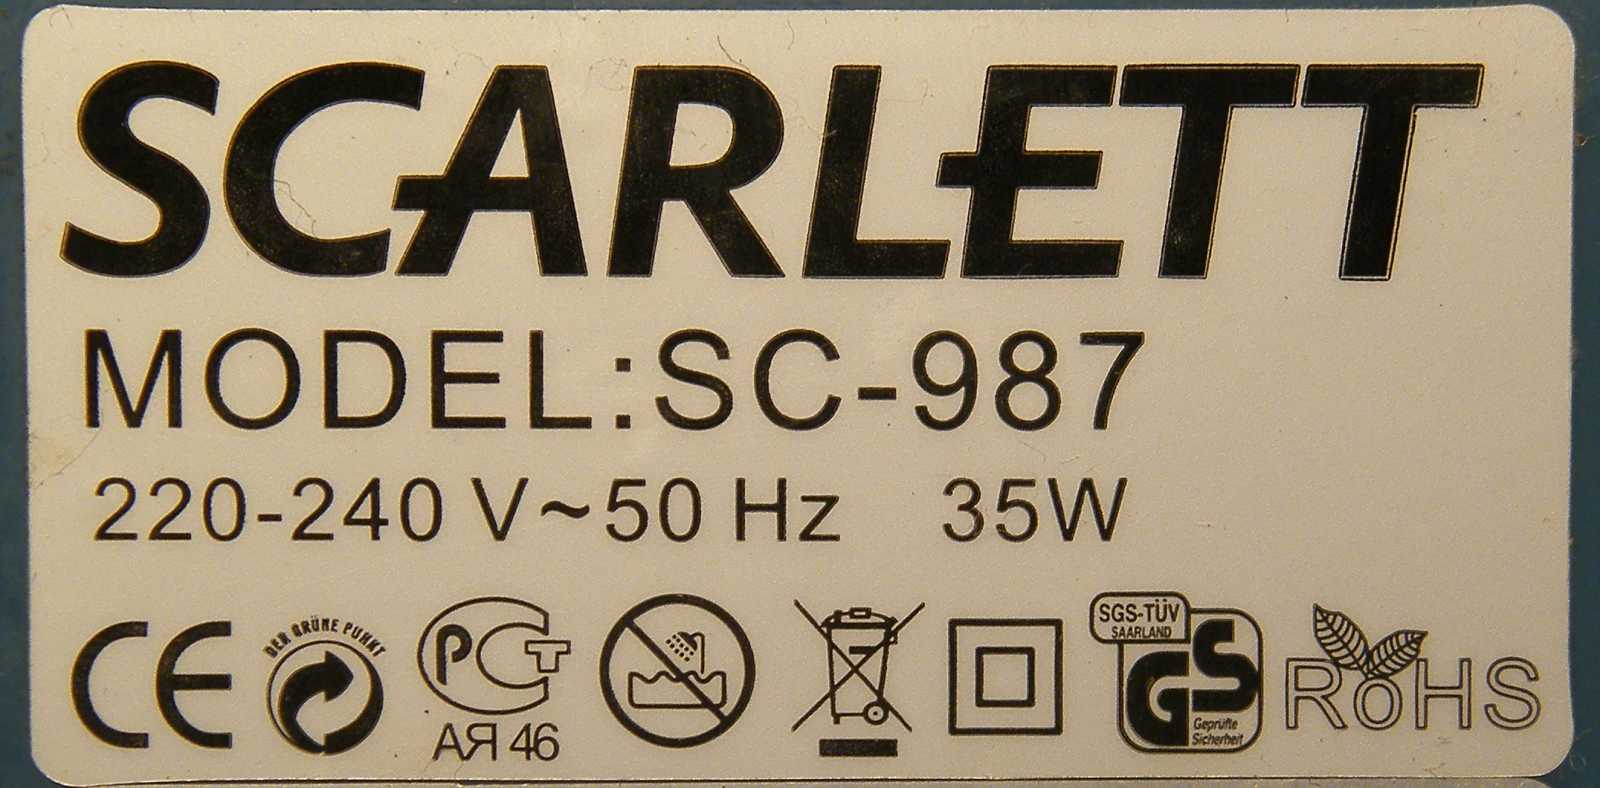 SCARLETT
MODEL:SC-987
220-240 V~50 Hz 35W
CE
DER GRÜNE PUNKT
РСТ
АЯ 46
SGS-TÜV
SAARLAND
GS
Geprüfte
Sicherheit
RoHS